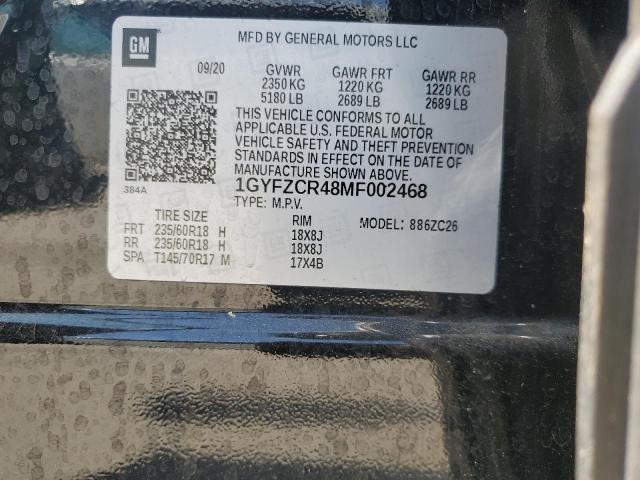 GM
MFD BY GENERAL MOTORS LLC
09/20 GVWR GAWR FRT GAWR RR
2350 KG 1220 KG 1220 KG
5180 LB 2689 LB 2689 LB
THIS VEHICLE CONFORMS TO ALL
APPLICABLE U.S. FEDERAL MOTOR
VEHICLE SAFETY AND THEFT PREVENTION
STANDARDS IN EFFECT ON THE DATE OF
MANUFACTURE SHOWN ABOVE.
384A 1GYFZCR48MF002468
TYPE: M.P.V.
TIRE SIZE RIM MODEL: 886ZC26
FRT 235/60R18 H 18X8J
RR 235/60R18 H 18X8J
SPA T145/70R17 M 17X4B